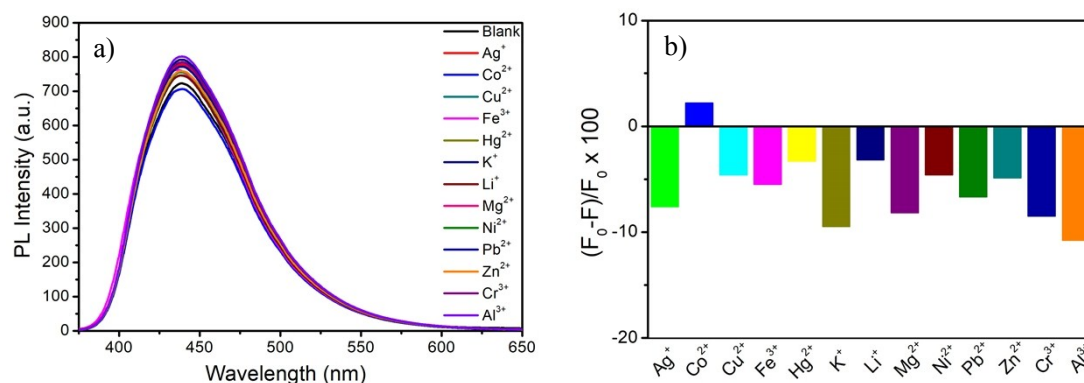 a)
PL Intensity (a.u.)
900
800
700
600
500
400
300
200
100
0
400
450
500
550
600
650
Wavelength (nm)
Blank
Ag⁺
Co²⁺
Cu²⁺
Fe³⁺
Hg²⁺
K⁺
Li⁺
Mg²⁺
Ni²⁺
Pb²⁺
Zn²⁺
Cr³⁺
Al³⁺
b)
(F₀-F)/F₀ x 100
10
0
-10
-20
Ag⁺
Co²⁺
Cu²⁺
Fe³⁺
Hg²⁺
K⁺
Li⁺
Mg²⁺
Ni²⁺
Pb²⁺
Zn²⁺
Cr³⁺